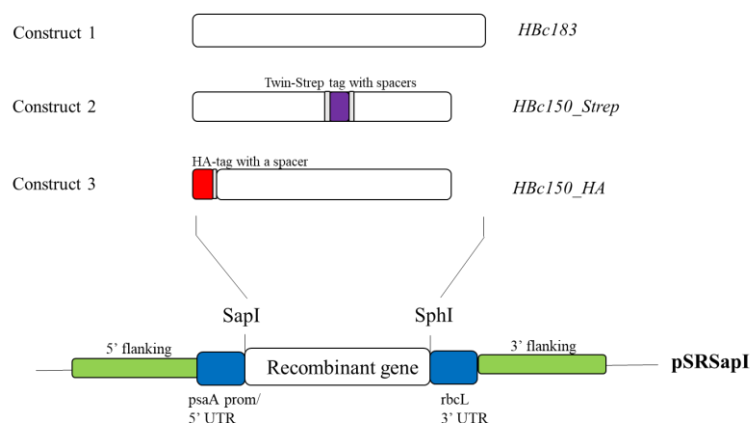 Construct 1
HBc183
Twin-Strep tag with spacers
Construct 2
HBc150_Strep
HA-tag with a spacer
Construct 3
HBc150_HA
SapI
SphI
5’ flanking
3’ flanking
Recombinant gene
pSRSapI
psaA prom/
5’ UTR
rbcL
3’ UTR